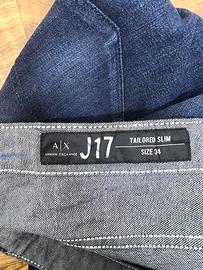 A|X
ARMANI EXCHANGE
J17
TAILORED SLIM
SIZE 34